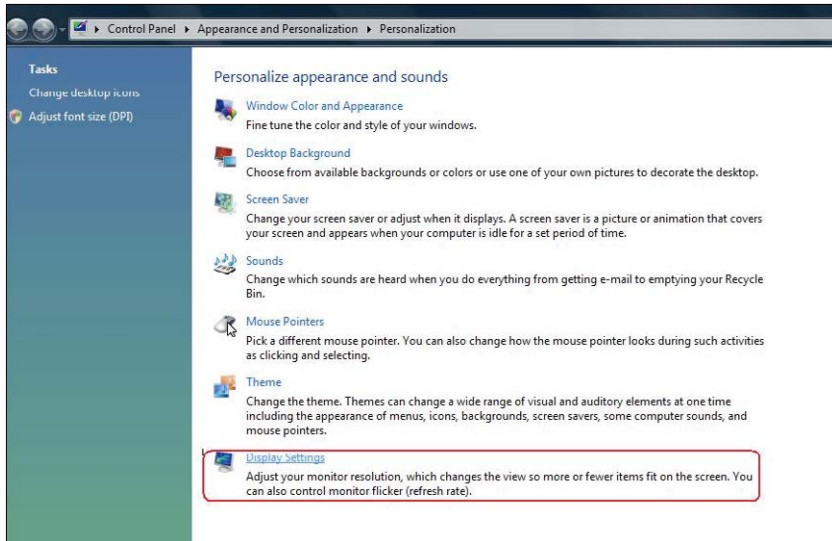 Control Panel ▸ Appearance and Personalization ▸ Personalization
Tasks
Change desktop icons
Adjust font size (DPI)
Personalize appearance and sounds
Window Color and Appearance
Fine tune the color and style of your windows.
Desktop Background
Choose from available backgrounds or colors or use one of your own pictures to decorate the desktop.
Screen Saver
Change your screen saver or adjust when it displays. A screen saver is a picture or animation that covers
your screen and appears when your computer is idle for a set period of time.
Sounds
Change which sounds are heard when you do everything from getting e-mail to emptying your Recycle
Bin.
Mouse Pointers
Pick a different mouse pointer. You can also change how the mouse pointer looks during such activities
as clicking and selecting.
Theme
Change the theme. Themes can change a wide range of visual and auditory elements at one time
including the appearance of menus, icons, backgrounds, screen savers, some computer sounds, and
mouse pointers.
Display Settings
Adjust your monitor resolution, which changes the view so more or fewer items fit on the screen. You
can also control monitor flicker (refresh rate).